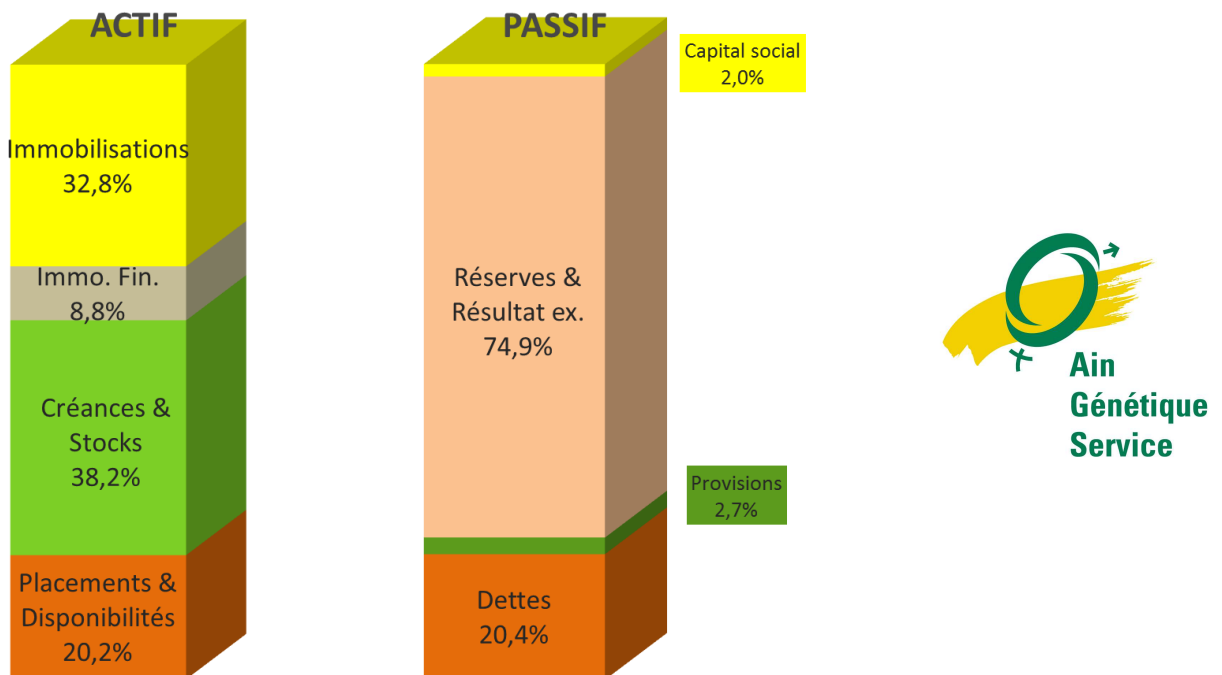 ACTIF
Immobilisations
32,8%
Immo. Fin.
8,8%
Créances &
Stocks
38,2%
Placements &
Disponibilités
20,2%
PASSIF
Capital social
2,0%
Réserves &
Résultat ex.
74,9%
Provisions
2,7%
Dettes
20,4%
Ain
Génétique
Service